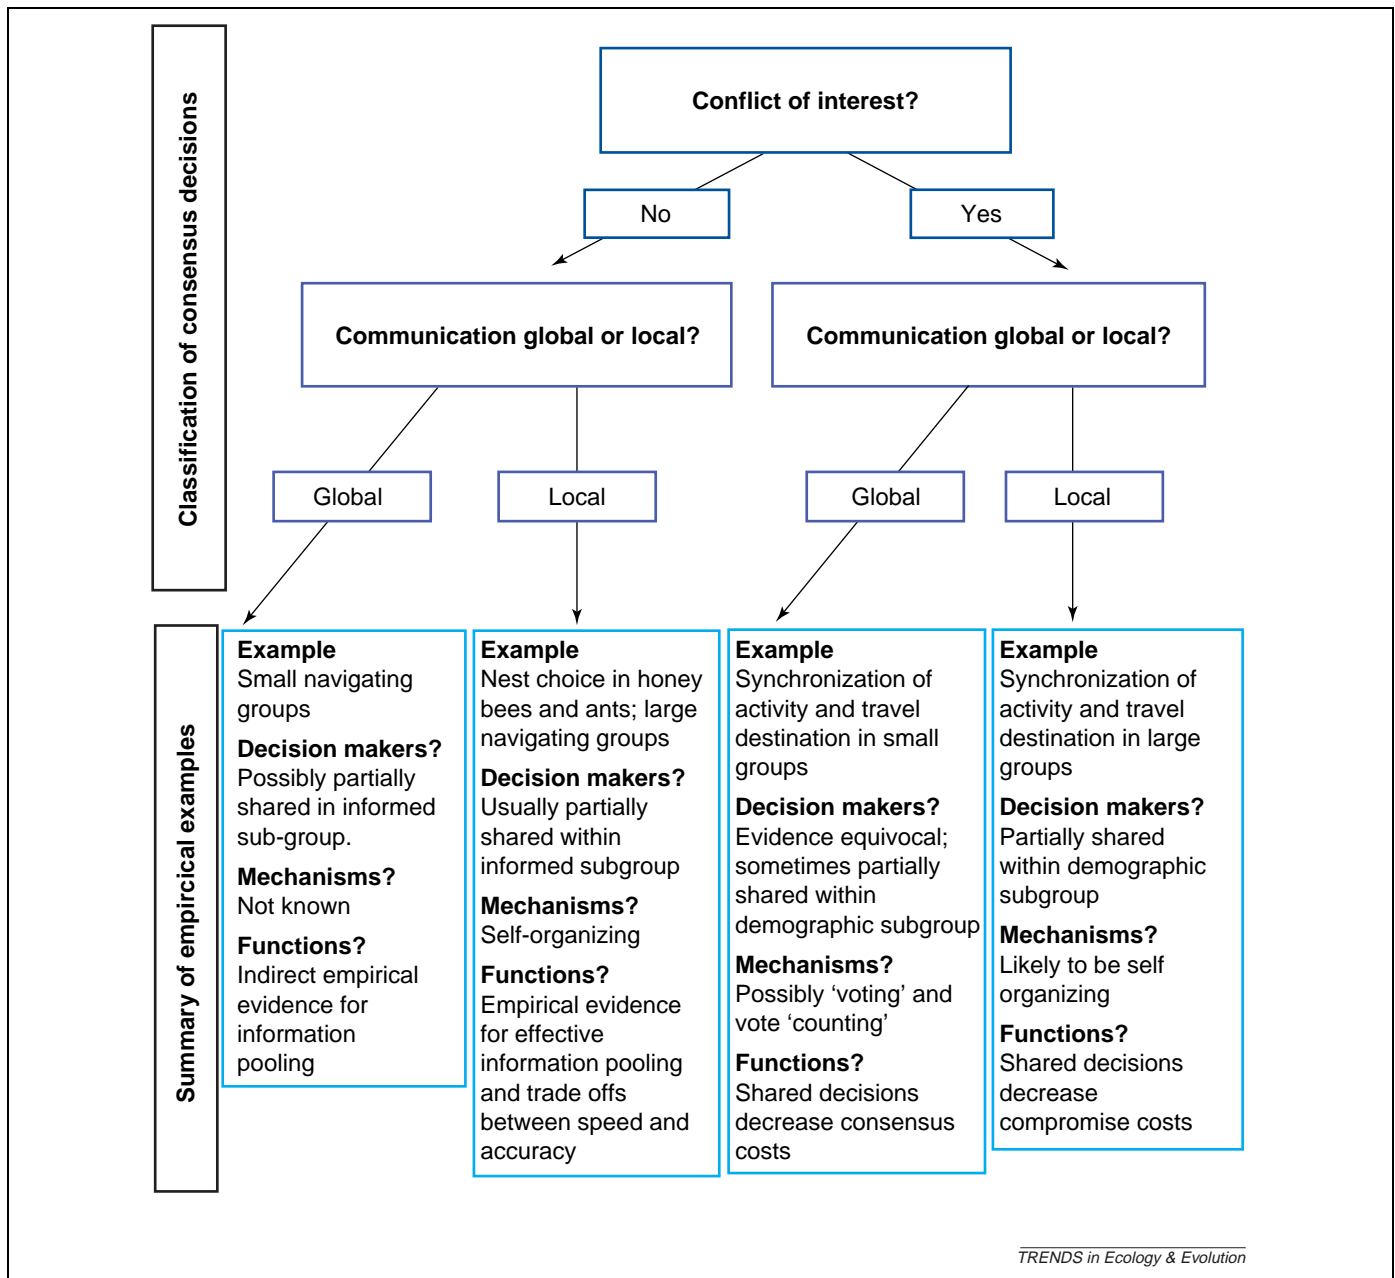 Classification of consensus decisions
Conflict of interest?
No
Yes
Communication global or local?
Communication global or local?
Global
Local
Global
Local
Summary of empircical examples
Example
Small navigating
groups
Decision makers?
Possibly partially
shared in informed
sub-group.
Mechanisms?
Not known
Functions?
Indirect empirical
evidence for
information
pooling
Example
Nest choice in honey
bees and ants; large
navigating groups
Decision makers?
Usually partially
shared within
informed subgroup
Mechanisms?
Self-organizing
Functions?
Empirical evidence
for effective
information pooling
and trade offs
between speed and
accuracy
Example
Synchronization of
activity and travel
destination in small
groups
Decision makers?
Evidence equivocal;
sometimes partially
shared within
demographic subgroup
Mechanisms?
Possibly ‘voting’ and
vote ‘counting’
Functions?
Shared decisions
decrease consensus
costs
Example
Synchronization of
activity and travel
destination in large
groups
Decision makers?
Partially shared
within demographic
subgroup
Mechanisms?
Likely to be self
organizing
Functions?
Shared decisions
decrease
compromise costs
TRENDS in Ecology & Evolution